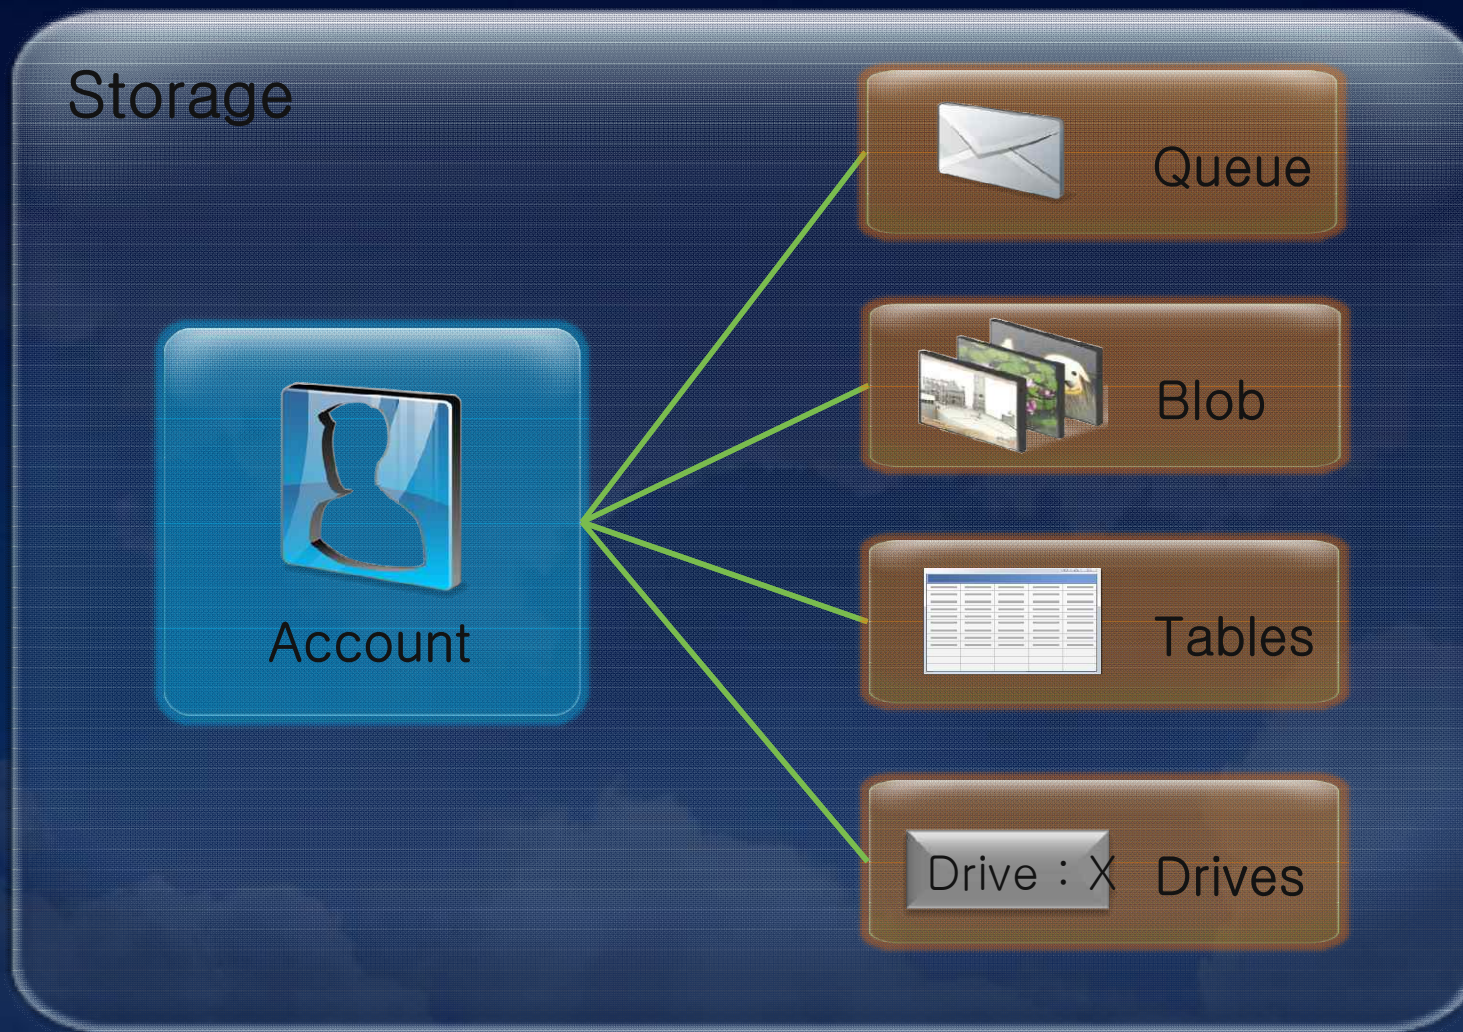 Storage
Queue
Blob
Account
Tables
Drive : X
Drives